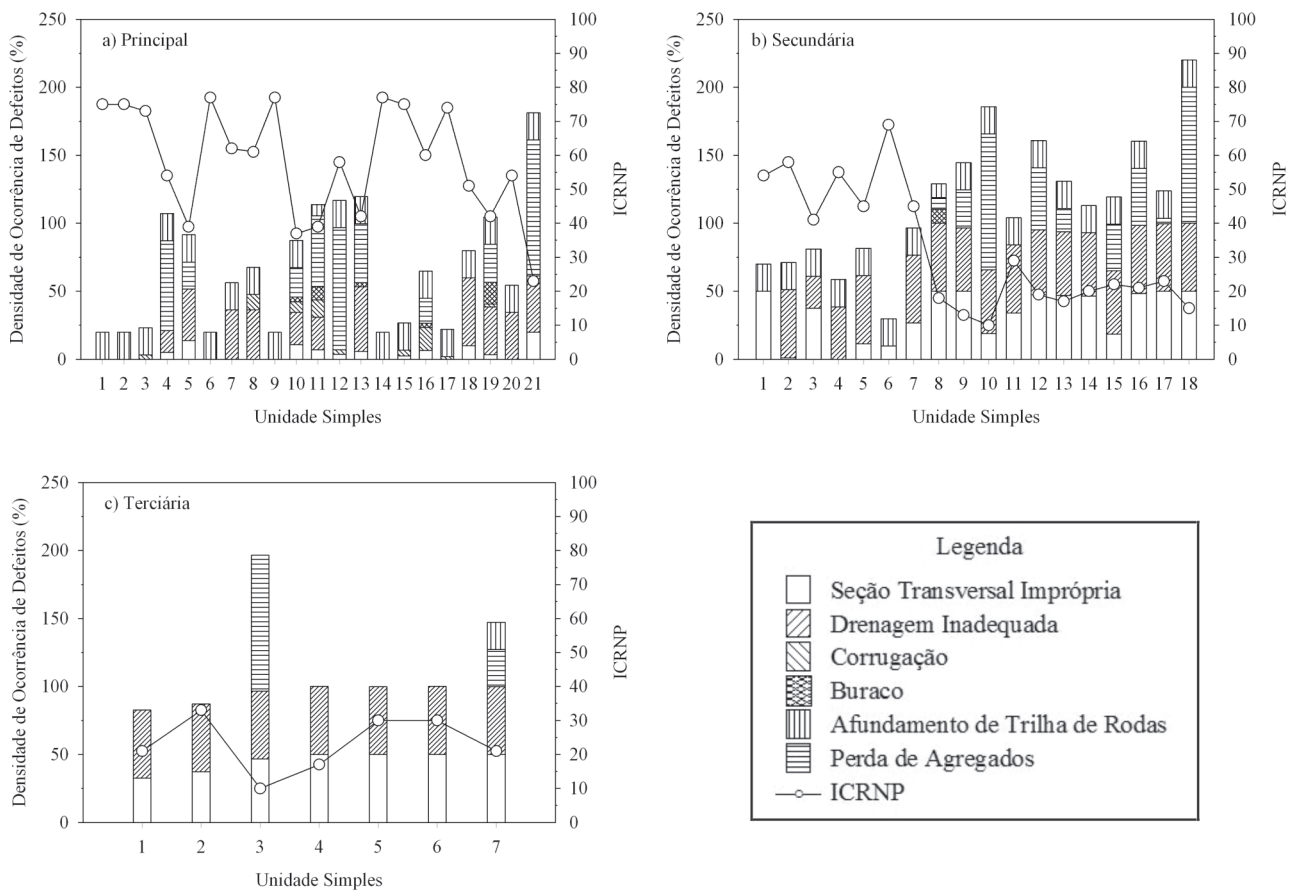 a) Principal
Densidade de Ocorrência de Defeitos (%)
250
200
150
100
50
0
100
90
80
70
60
50
40
30
20
10
0
ICRNP
1 2 3 4 5 6 7 8 9 10 11 12 13 14 15 16 17 18 19 20 21
Unidade Simples
b) Secundária
Densidade de Ocorrência de Defeitos (%)
250
200
150
100
50
0
100
90
80
70
60
50
40
30
20
10
0
ICRNP
1 2 3 4 5 6 7 8 9 10 11 12 13 14 15 16 17 18
Unidade Simples
c) Terciária
Densidade de Ocorrência de Defeitos (%)
250
200
150
100
50
0
100
90
80
70
60
50
40
30
20
10
0
ICRNP
1 2 3 4 5 6 7
Unidade Simples
Legenda
Seção Transversal Imprópria
Drenagem Inadequada
Corrugação
Buraco
Afundamento de Trilha de Rodas
Perda de Agregados
ICRNP